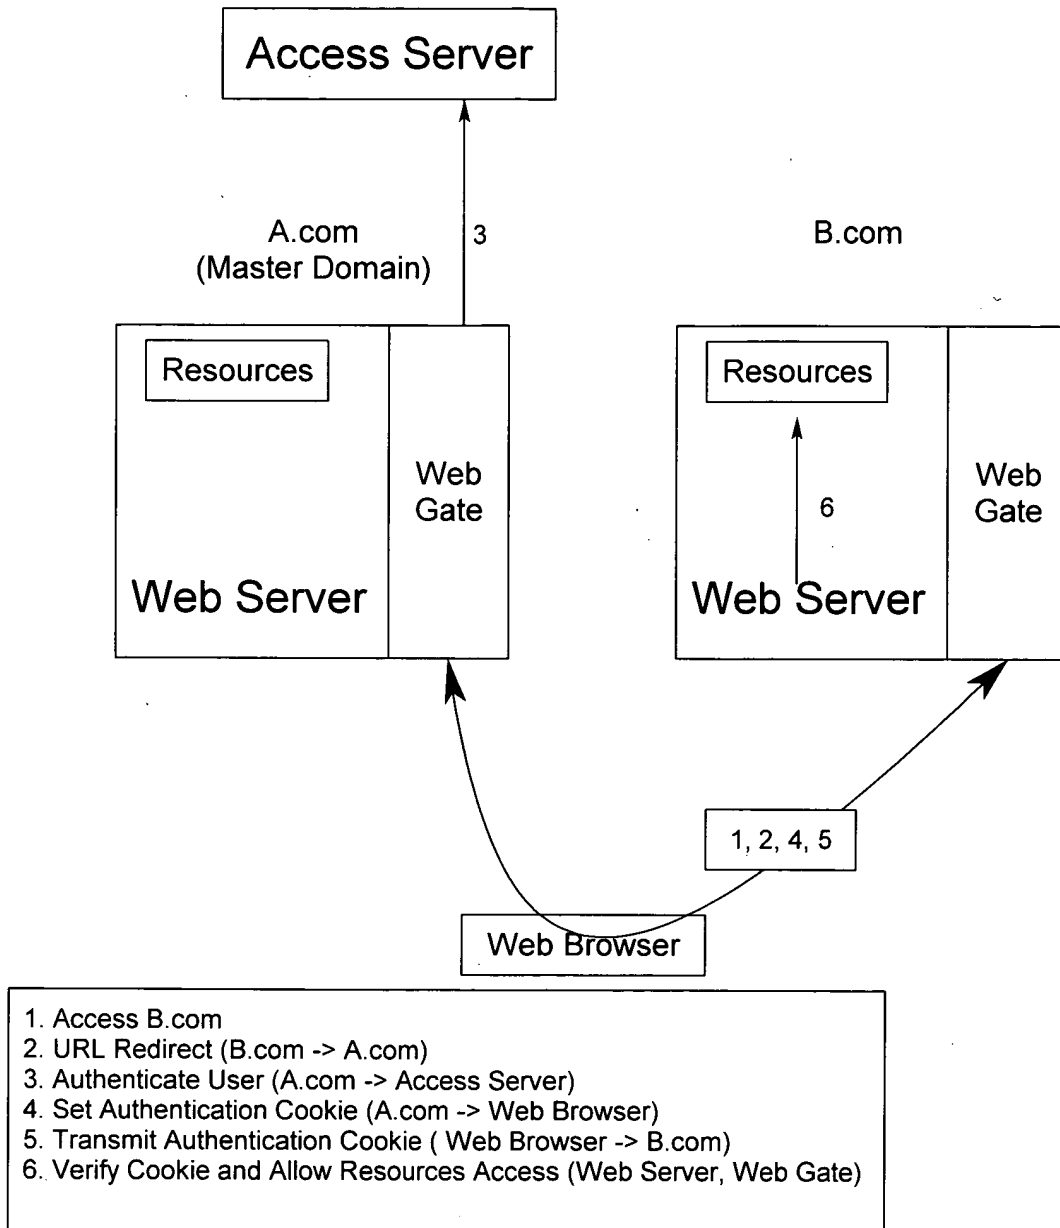 Access Server
A.com
(Master Domain)
3
B.com
Resources
Web
Gate
Web Server
Resources
6
Web
Gate
Web Server
1, 2, 4, 5
Web Browser
1. Access B.com
2. URL Redirect (B.com -> A.com)
3. Authenticate User (A.com -> Access Server)
4. Set Authentication Cookie (A.com -> Web Browser)
5. Transmit Authentication Cookie ( Web Browser -> B.com)
6. Verify Cookie and Allow Resources Access (Web Server, Web Gate)